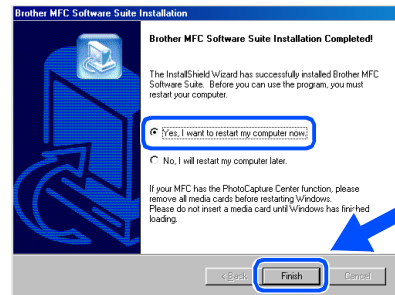 Brother MFC Software Suite Installation
Brother MFC Software Suite Installation Completed!
The InstallShield Wizard has successfully installed Brother MFC
Software Suite. Before you can use the program, you must
restart your computer.
Yes, I want to restart my computer now.
No, I will restart my computer later.
If your MFC has the PhotoCapture Center function, please
remove all media cards before restarting Windows.
Please do not insert a media card until Windows has finished
loading.
< Back Finish Cancel